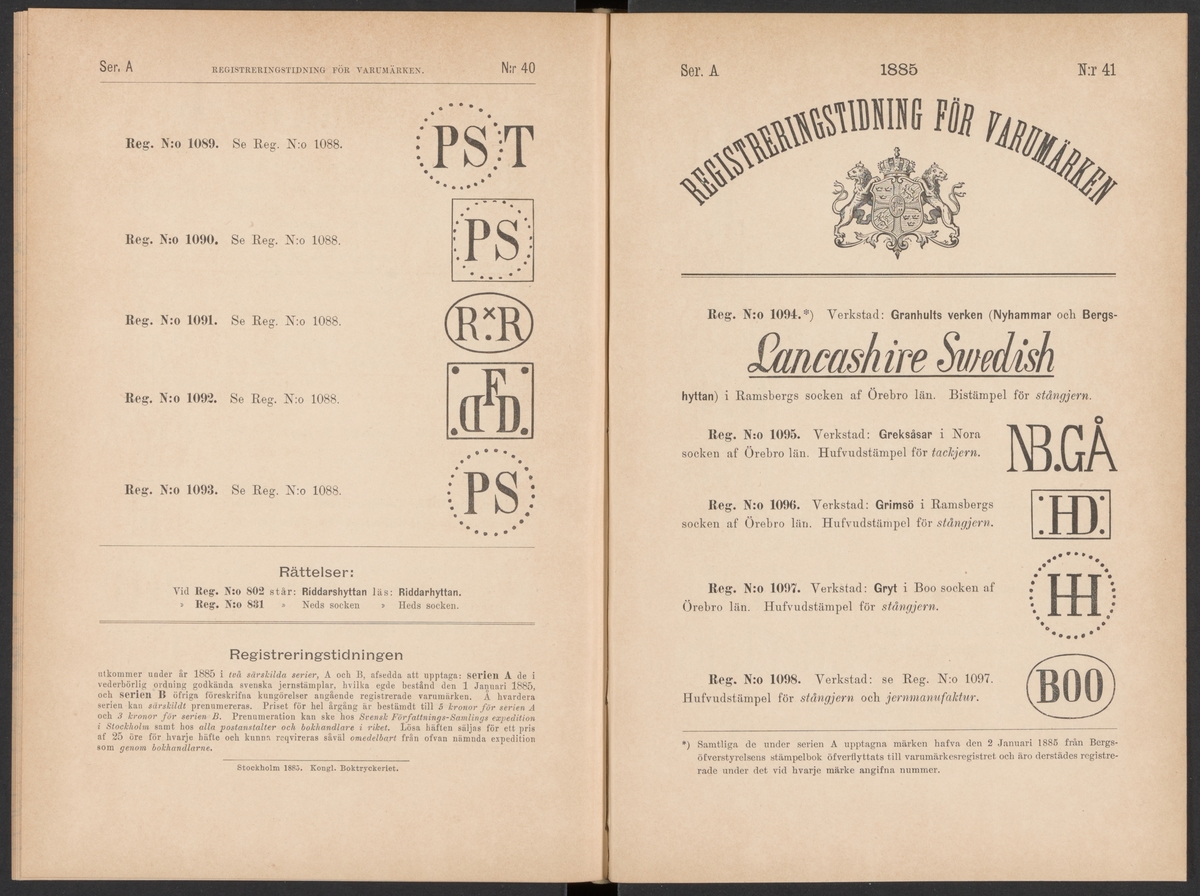 Ser. A REGISTRERINGSTIDNING FÖR VARUMÄRKEN. N:r 40
Reg. N:o 1089. Se Reg. N:o 1088. PS T
Reg. N:o 1090. Se Reg. N:o 1088. PS
Reg. N:o 1091. Se Reg. N:o 1088. R×.R
Reg. N:o 1092. Se Reg. N:o 1088.
Reg. N:o 1093. Se Reg. N:o 1088. PS
Rättelser:
Vid Reg. N:o 802 står: Riddarshyttan läs: Riddarhyttan.
» Reg. N:o 831 » Neds socken » Heds socken.
Registreringstidningen
utkommer under år 1885 i två särskilda serier, A och B, afsedda att upptaga: serien A de i
vederbörlig ordning godkända svenska jernstämplar, hvilka egde bestånd den 1 Januari 1885,
och serien B öfriga föreskrifna kungörelser angående registrerade varumärken. Å hvardera
serien kan särskildt prenumereras. Priset för hel årgång är bestämdt till 5 kronor för serien A
och 3 kronor för serien B. Prenumeration kan ske hos Svensk Författnings-Samlings expedition
i Stockholm samt hos alla postanstalter och bokhandlare i riket. Lösa häften säljas för ett pris
af 25 öre för hvarje häfte och kunna reqvireras såväl omedelbart från ofvan nämnda expedition
som genom bokhandlarne.
Stockholm 1885. Kongl. Boktryckeriet.
Ser. A 1885 N:r 41
REGISTRERINGSTIDNING FÖR VARUMÄRKEN
Reg. N:o 1094.*) Verkstad: Granhults verken (Nyhammar och Bergs-
Lancashire Swedish
hyttan) i Ramsbergs socken af Örebro län. Bistämpel för stångjern.
Reg. N:o 1095. Verkstad: Greksåsar i Nora
socken af Örebro län. Hufvudstämpel för tackjern.
NB.GÅ
Reg. N:o 1096. Verkstad: Grimsö i Ramsbergs
socken af Örebro län. Hufvudstämpel för stångjern.
HD
Reg. N:o 1097. Verkstad: Gryt i Boo socken af
Örebro län. Hufvudstämpel för stångjern.
HH
Reg. N:o 1098. Verkstad: se Reg. N:o 1097.
Hufvudstämpel för stångjern och jernmanufaktur.
BOO
*) Samtliga de under serien A upptagna märken hafva den 2 Januari 1885 från Bergs-
öfverstyrelsens stämpelbok öfverflyttats till varumärkesregistret och äro derstädes registre-
rade under det vid hvarje märke angifna nummer.